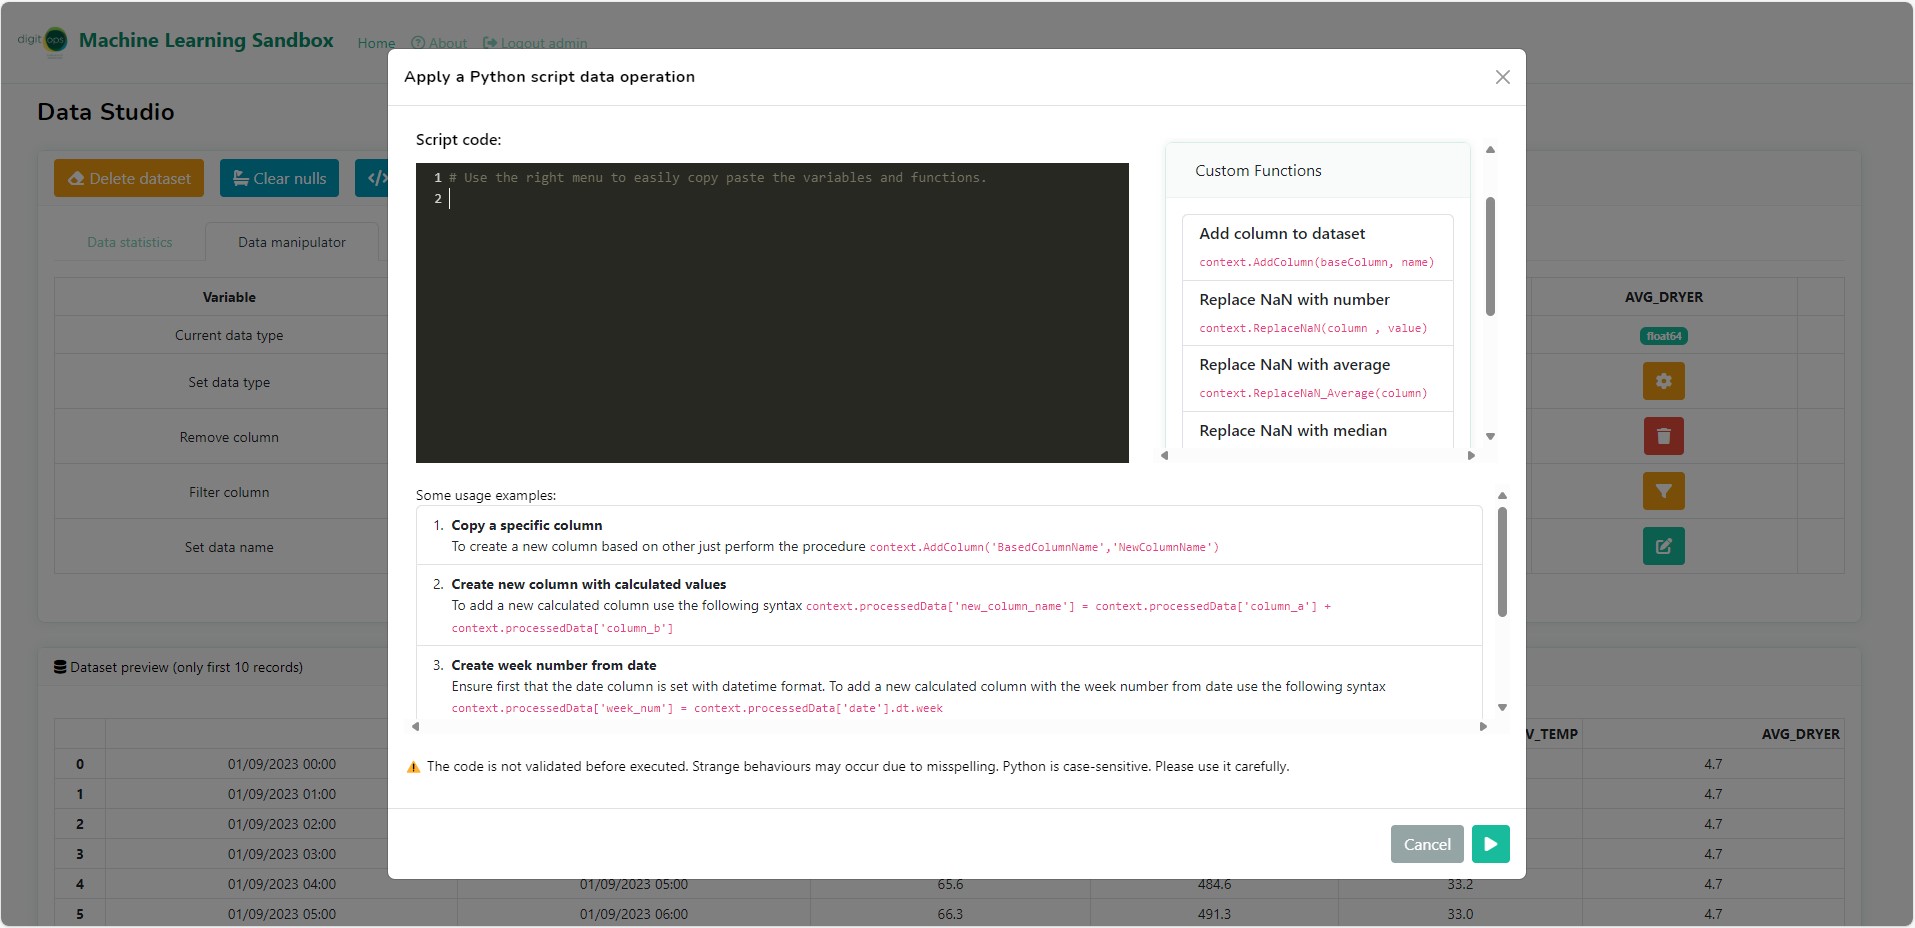 digit ops
Machine Learning Sandbox
Home
About
Logout admin
Data Studio
Delete dataset
Clear nulls
</>
Data statistics
Data manipulator
Variable
AVG_DRYER
Current data type
float64
Set data type
Remove column
Filter column
Set data name
Dataset preview (only first 10 records)
V_TEMP AVG_DRYER
0 01/09/2023 00:00 4.7
1 01/09/2023 01:00 4.7
2 01/09/2023 02:00 4.7
3 01/09/2023 03:00 4.7
4 01/09/2023 04:00 01/09/2023 05:00 65.6 484.6 33.2 4.7
5 01/09/2023 05:00 01/09/2023 06:00 66.3 491.3 33.0 4.7
Apply a Python script data operation
Script code:
1 # Use the right menu to easily copy paste the variables and functions.
2
Custom Functions
Add column to dataset
context.AddColumn(baseColumn, name)
Replace NaN with number
context.ReplaceNaN(column , value)
Replace NaN with average
context.ReplaceNaN_Average(column)
Replace NaN with median
Some usage examples:
1. Copy a specific column
To create a new column based on other just perform the procedure context.AddColumn('BasedColumnName','NewColumnName')
2. Create new column with calculated values
To add a new calculated column use the following syntax context.processedData['new_column_name'] = context.processedData['column_a'] +
context.processedData['column_b']
3. Create week number from date
Ensure first that the date column is set with datetime format. To add a new calculated column with the week number from date use the following syntax
context.processedData['week_num'] = context.processedData['date'].dt.week
The code is not validated before executed. Strange behaviours may occur due to misspelling. Python is case-sensitive. Please use it carefully.
Cancel